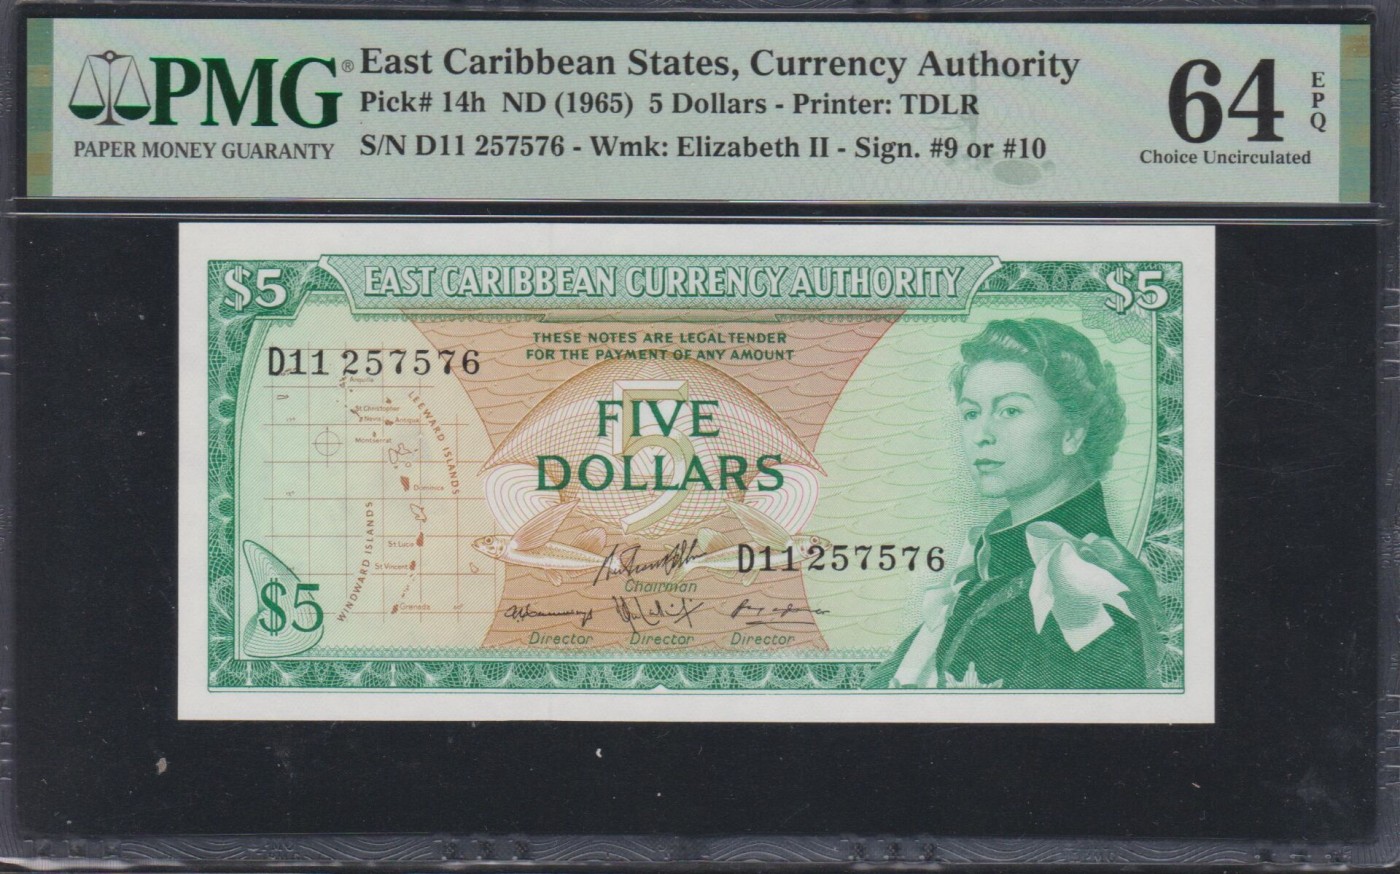 PMG®
PAPER MONEY GUARANTY
East Caribbean States, Currency Authority
Pick# 14h ND (1965) 5 Dollars - Printer: TDLR
S/N D11 257576 - Wmk: Elizabeth II - Sign. #9 or #10
64 EPQ
Choice Uncirculated
$5 EAST CARIBBEAN CURRENCY AUTHORITY $5
THESE NOTES ARE LEGAL TENDER
FOR THE PAYMENT OF ANY AMOUNT
D11 257576
Anguilla
St Christopher
Nevis
Antigua
Montserrat
LEEWARD ISLANDS
Dominica
WINDWARD ISLANDS
St Lucia
St Vincent
Grenada
5
FIVE
DOLLARS
D11 257576
Chairman
Director Director Director
$5